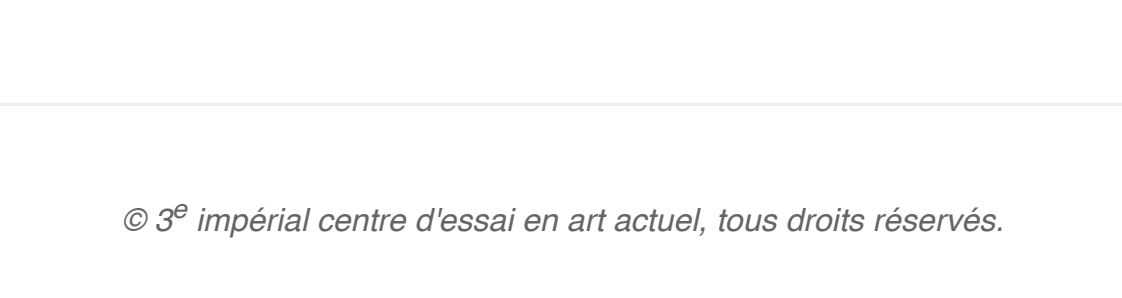 © 3e impérial centre d'essai en art actuel, tous droits réservés.